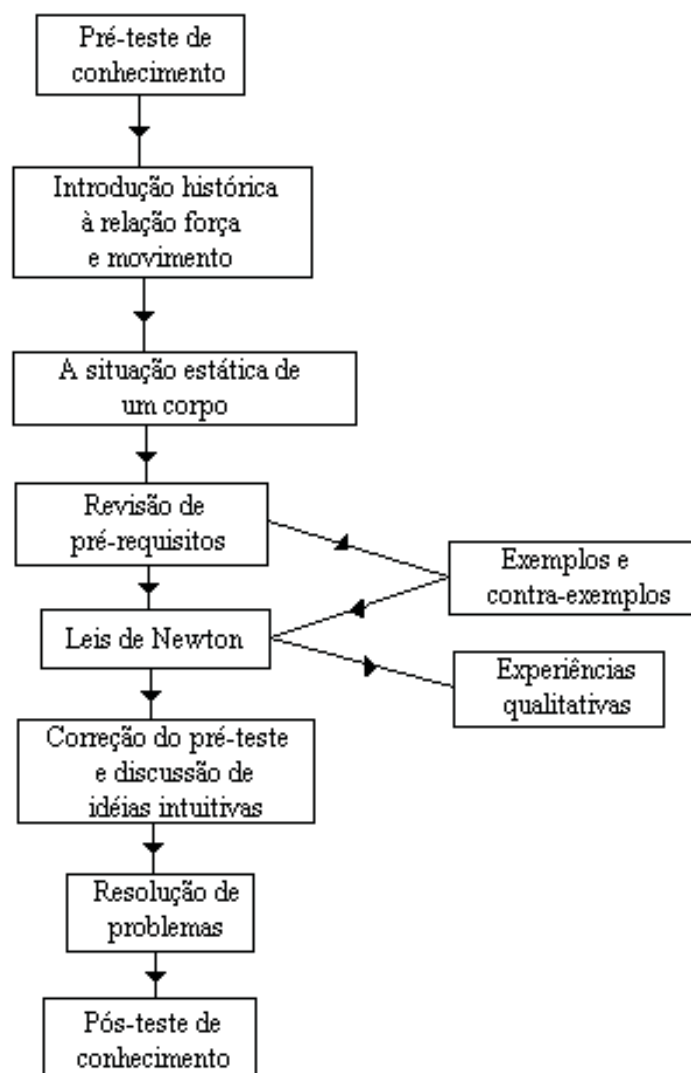 Pré-teste de
conhecimento
Introdução histórica
à relação força
e movimento
A situação estática de
um corpo
Revisão de
pré-requisitos
Exemplos e
contra-exemplos
Leis de Newton
Experiências
qualitativas
Correção do pré-teste
e discussão de
idéias intuitivas
Resolução de
problemas
Pós-teste de
conhecimento